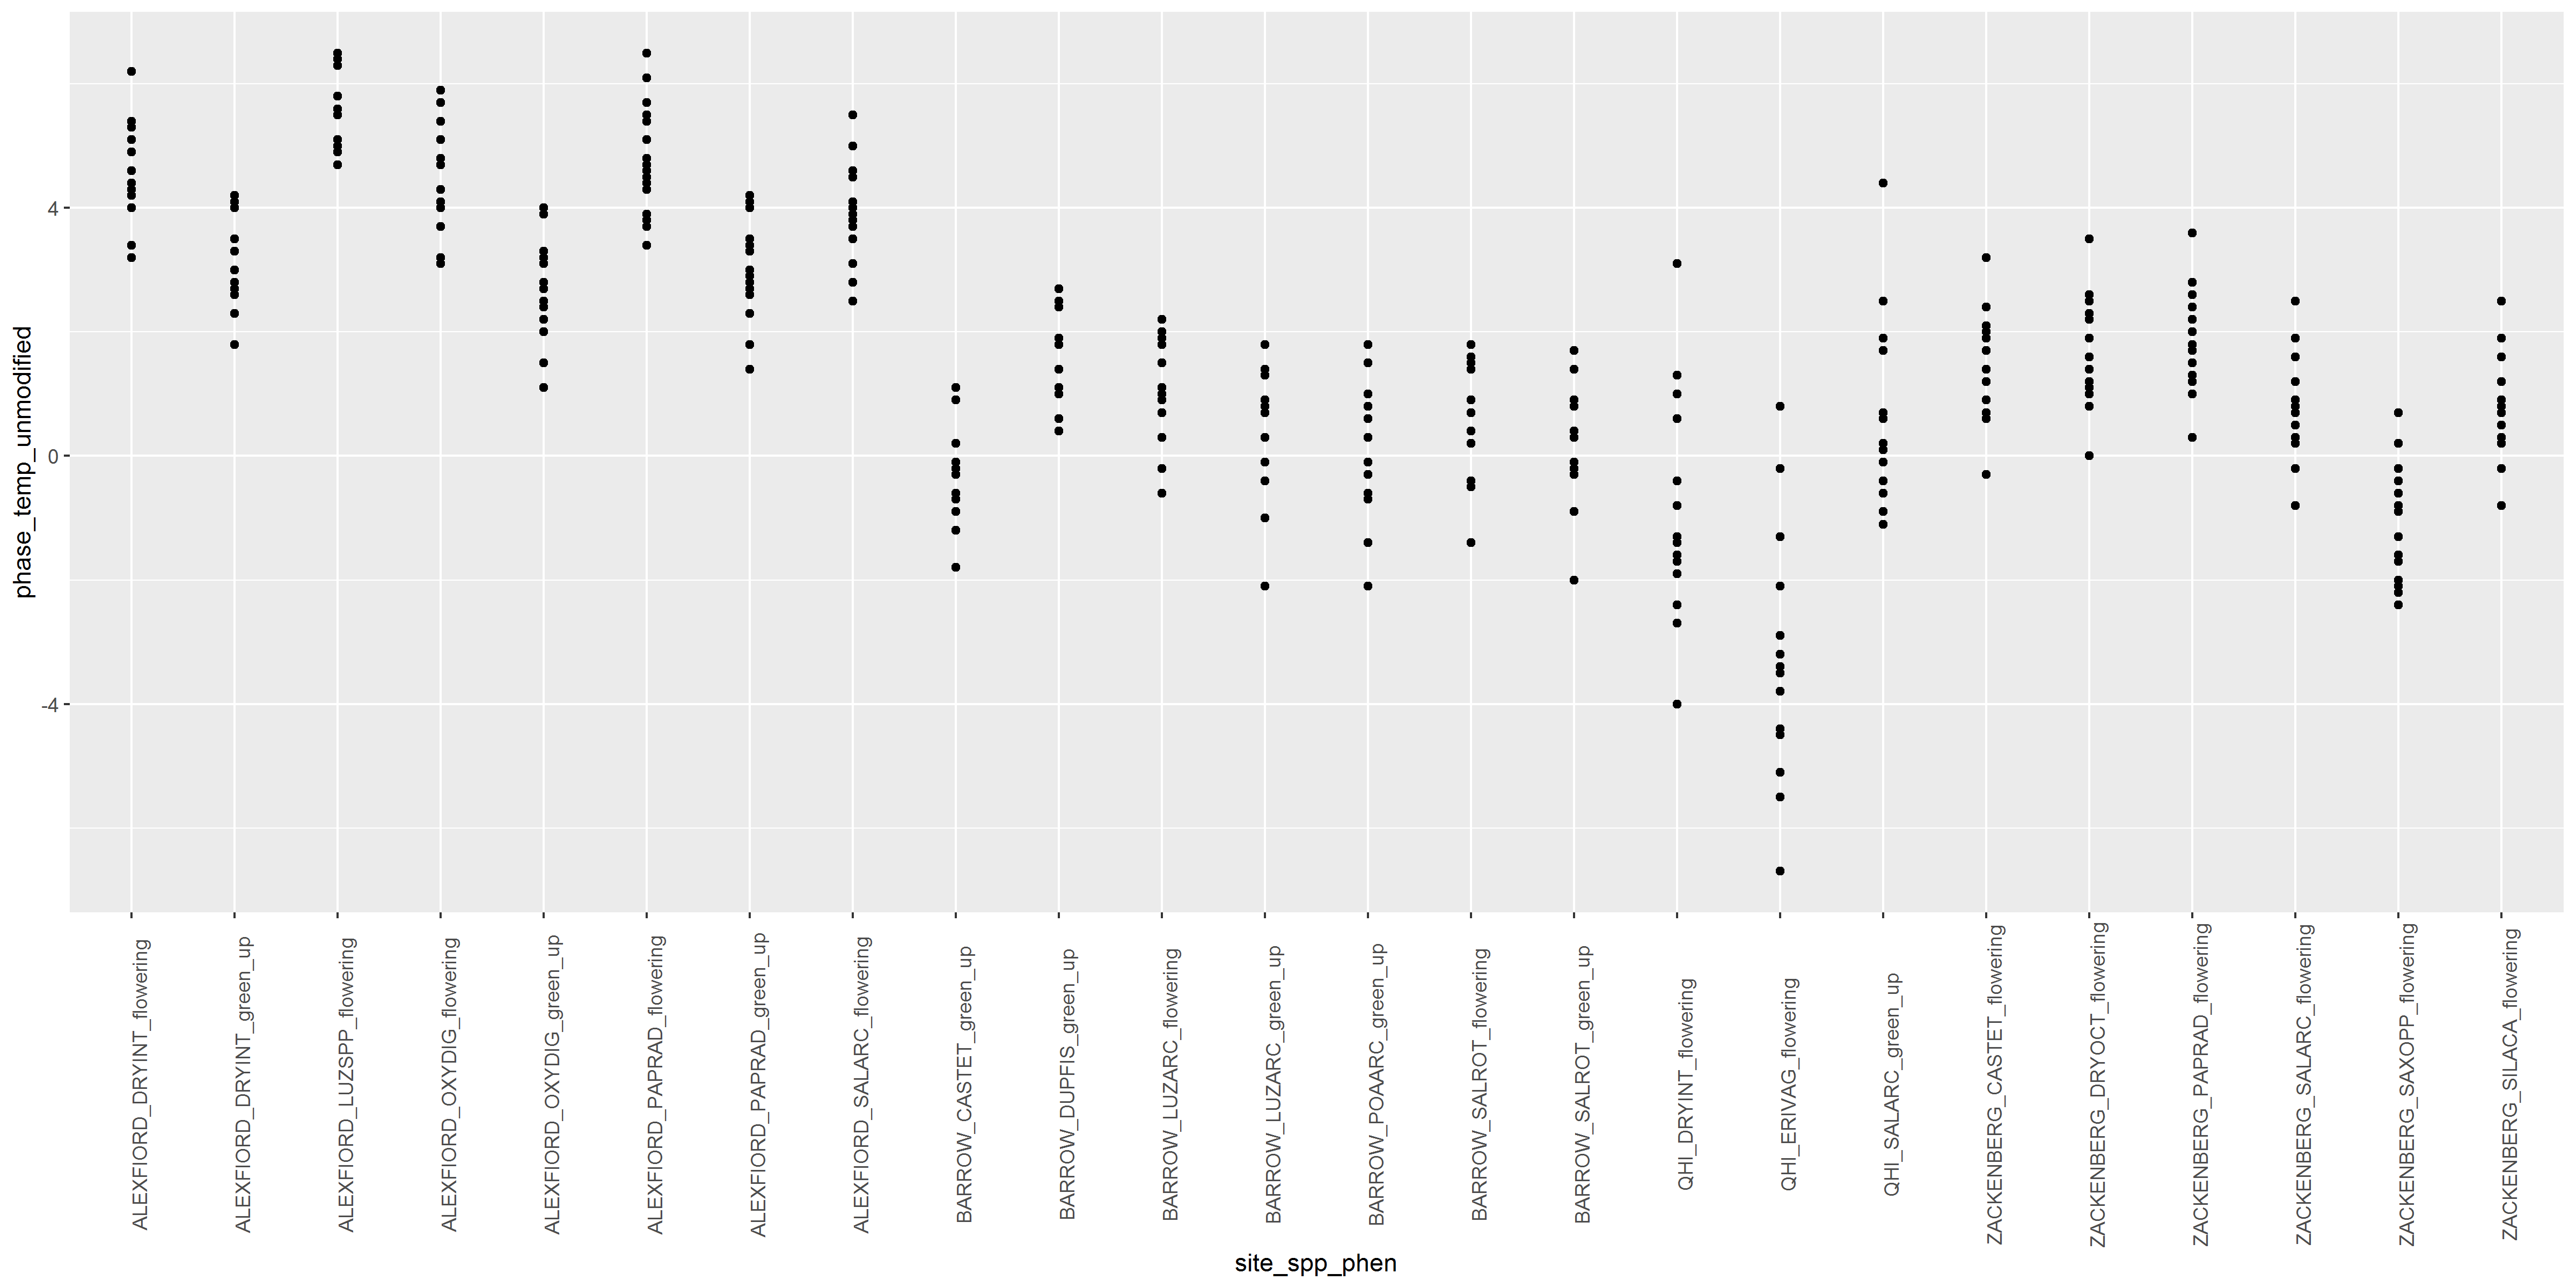 phase_temp_unmodified
4
0
-4
ALEXFIORD_DRYINT_flowering
ALEXFIORD_DRYINT_green_up
ALEXFIORD_LUZSPP_flowering
ALEXFIORD_OXYDIG_flowering
ALEXFIORD_OXYDIG_green_up
ALEXFIORD_PAPRAD_flowering
ALEXFIORD_PAPRAD_green_up
ALEXFIORD_SALARC_flowering
BARROW_CASTET_green_up
BARROW_DUPFIS_green_up
BARROW_LUZARC_flowering
BARROW_LUZARC_green_up
BARROW_POAARC_green_up
BARROW_SALROT_flowering
BARROW_SALROT_green_up
QHI_DRYINT_flowering
QHI_ERIVAG_flowering
QHI_SALARC_green_up
ZACKENBERG_CASTET_flowering
ZACKENBERG_DRYOCT_flowering
ZACKENBERG_PAPRAD_flowering
ZACKENBERG_SALARC_flowering
ZACKENBERG_SAXOPP_flowering
ZACKENBERG_SILACA_flowering
site_spp_phen